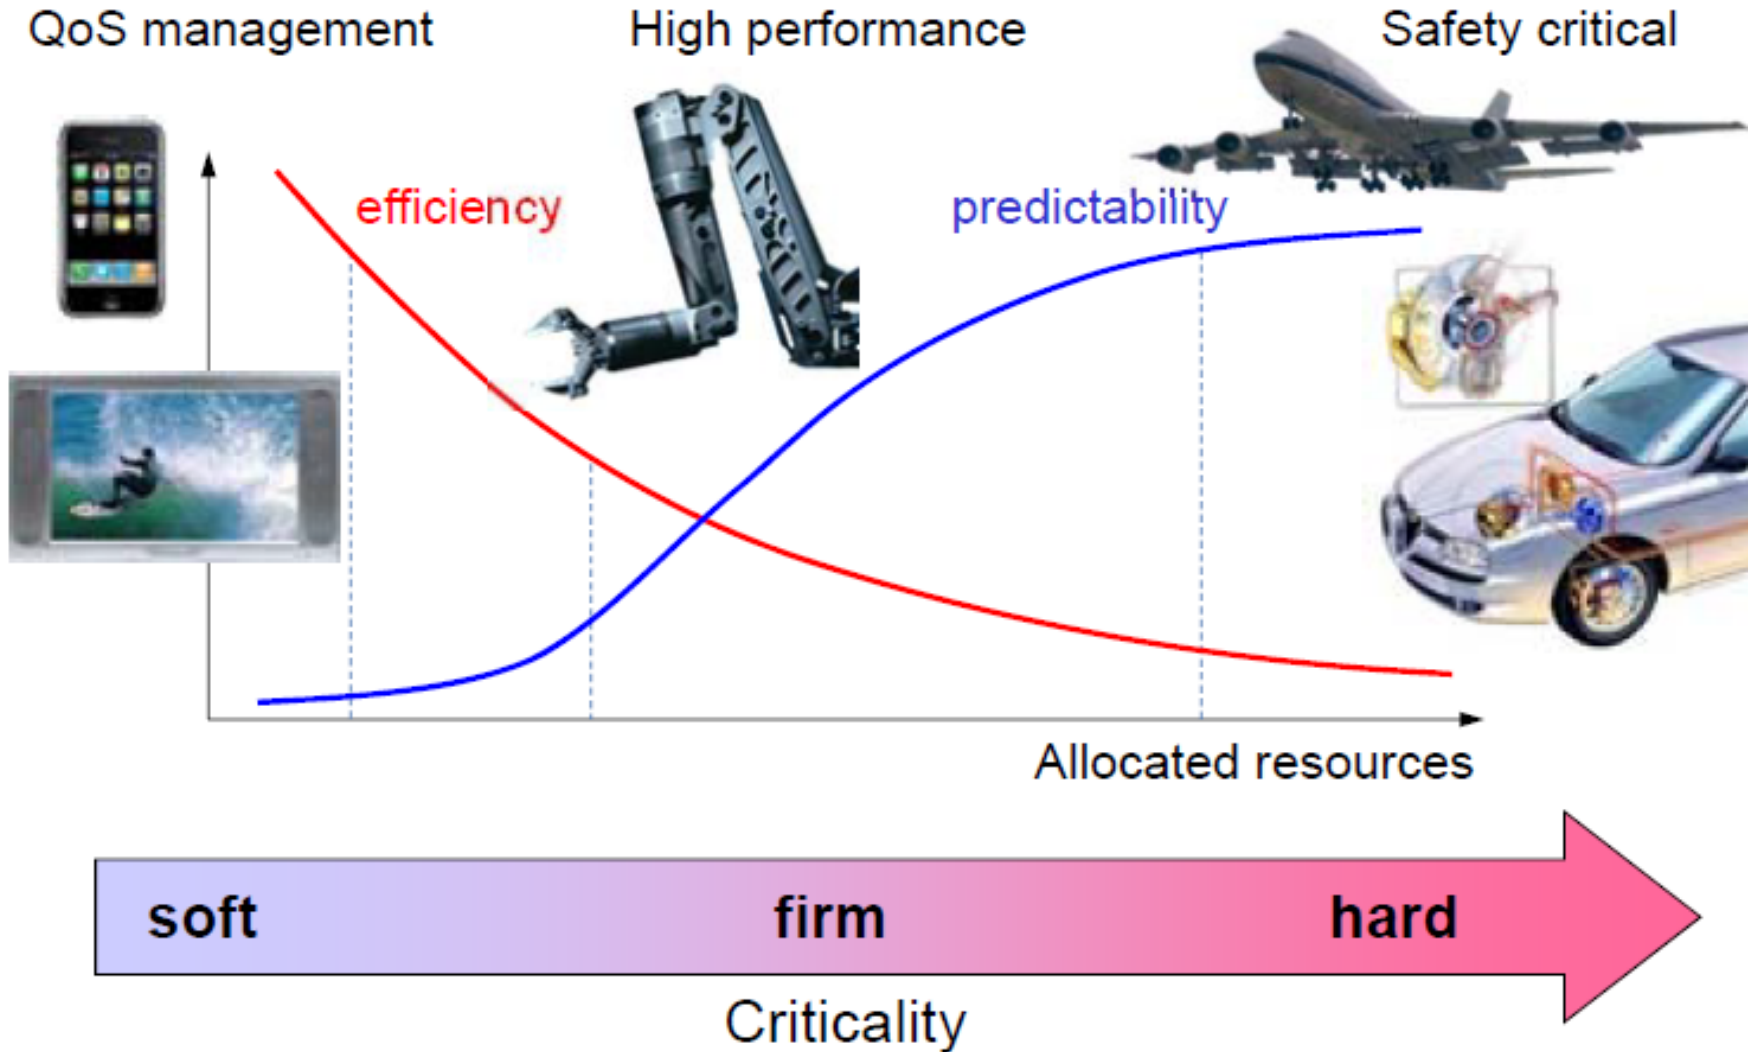 QoS management
High performance
Safety critical
efficiency
predictability
Allocated resources
soft
firm
hard
Criticality